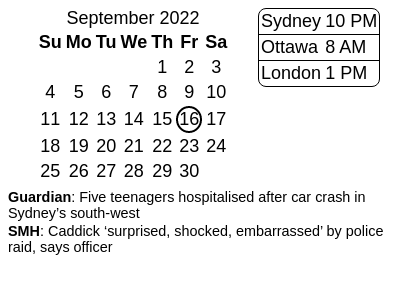 September 2022
Su Mo Tu We Th Fr Sa
1 2 3
4 5 6 7 8 9 10
11 12 13 14 15 16 17
18 19 20 21 22 23 24
25 26 27 28 29 30
Sydney 10 PM
Ottawa 8 AM
London 1 PM
Guardian: Five teenagers hospitalised after car crash in
Sydney’s south-west
SMH: Caddick ‘surprised, shocked, embarrassed’ by police
raid, says officer